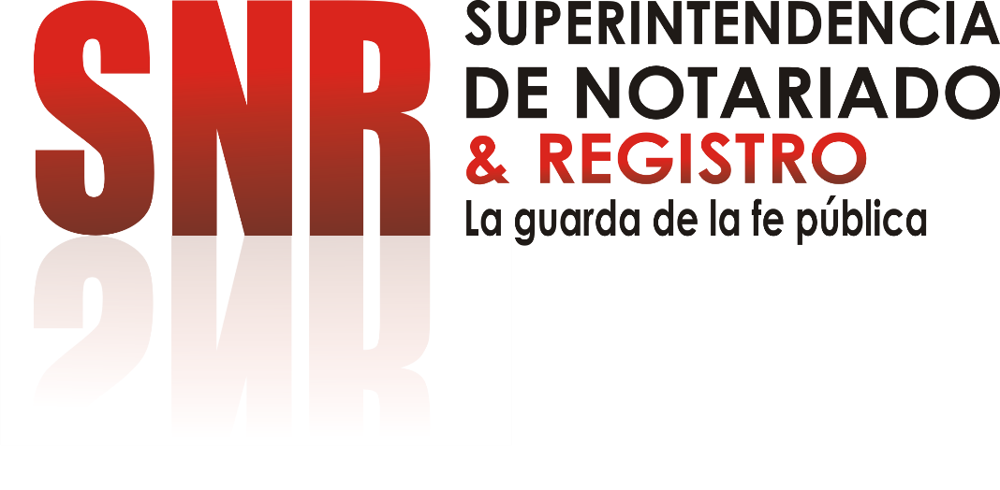 SNR
SUPERINTENDENCIA
DE NOTARIADO
& REGISTRO
La guarda de la fe pública